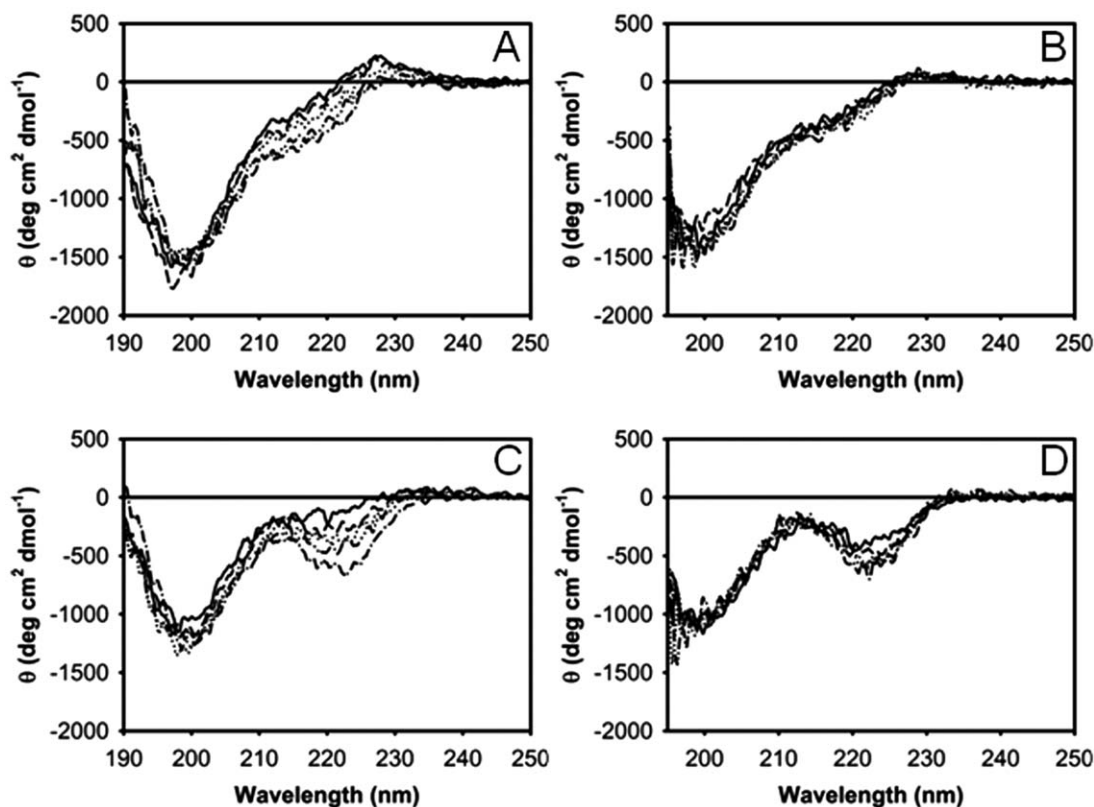 A
500
0
-500
-1000
-1500
-2000
θ (deg cm² dmol⁻¹)
190 200 210 220 230 240 250
Wavelength (nm)
B
500
0
-500
-1000
-1500
-2000
θ (deg cm² dmol⁻¹)
200 210 220 230 240 250
Wavelength (nm)
C
500
0
-500
-1000
-1500
-2000
θ (deg cm² dmol⁻¹)
190 200 210 220 230 240 250
Wavelength (nm)
D
500
0
-500
-1000
-1500
-2000
θ (deg cm² dmol⁻¹)
200 210 220 230 240 250
Wavelength (nm)